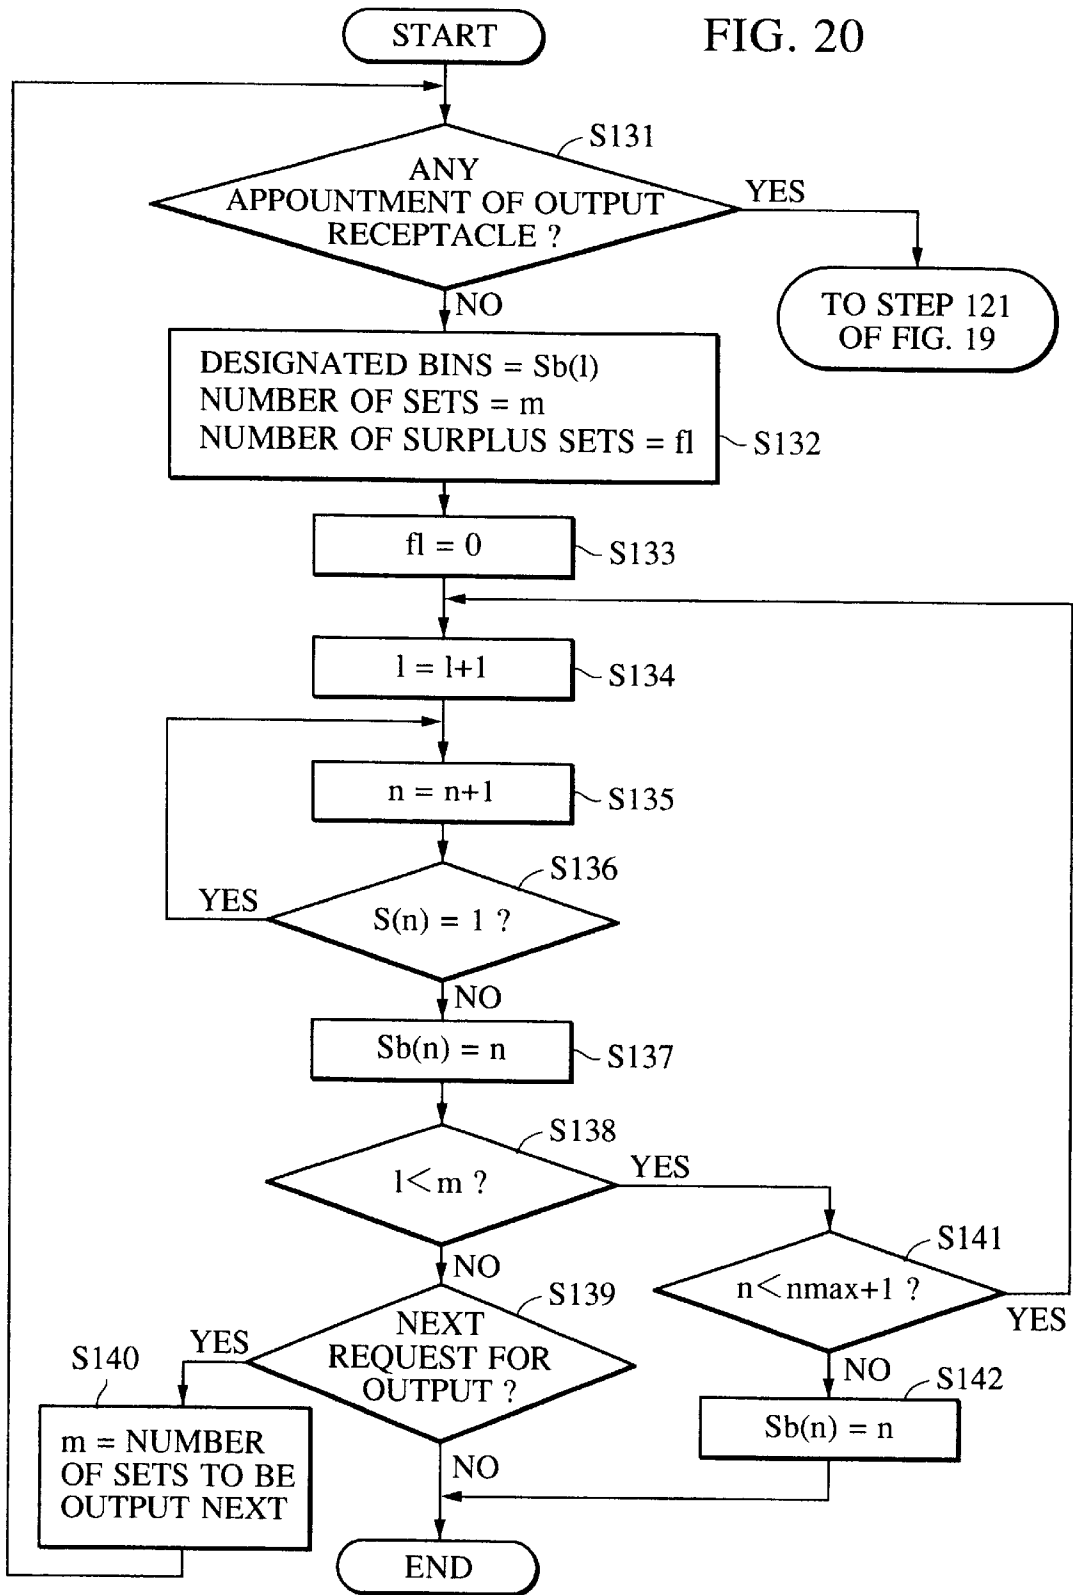 START
FIG. 20
S131
ANY
APPOUNTMENT OF OUTPUT
RECEPTACLE ?
YES
NO
TO STEP 121
OF FIG. 19
DESIGNATED BINS = Sb(l)
NUMBER OF SETS = m
NUMBER OF SURPLUS SETS = fl
S132
fl = 0
S133
l = l+1
S134
n = n+1
S135
S136
YES
S(n) = 1 ?
NO
Sb(n) = n
S137
S138
l<m ?
YES
NO
S141
n<nmax+1 ?
YES
NO
S139
NEXT
REQUEST FOR
OUTPUT ?
YES
NO
S140
m = NUMBER
OF SETS TO BE
OUTPUT NEXT
S142
Sb(n) = n
END